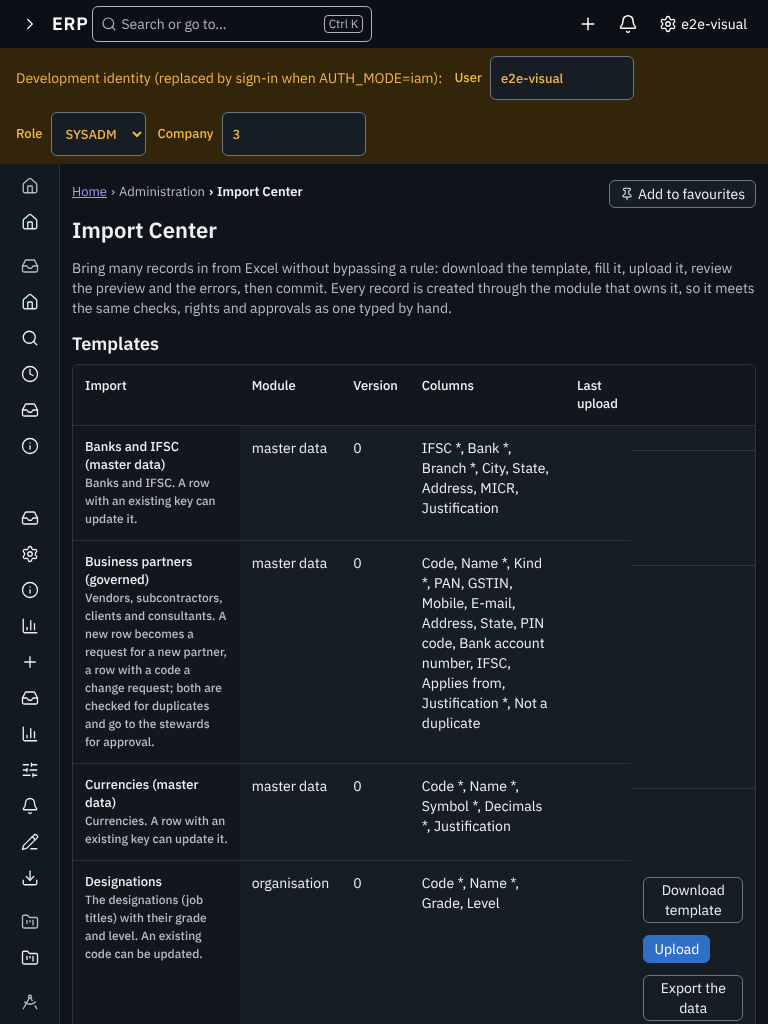 ERP
Search or go to...
Ctrl K
e2e-visual
Development identity (replaced by sign-in when AUTH_MODE=iam):
User
e2e-visual
Role
SYSADM
Company
3
Home › Administration › Import Center
Add to favourites
Import Center
Bring many records in from Excel without bypassing a rule: download the template, fill it, upload it, review
the preview and the errors, then commit. Every record is created through the module that owns it, so it meets
the same checks, rights and approvals as one typed by hand.
Templates
Import
Module
Version
Columns
Last
upload
Banks and IFSC
(master data)
Banks and IFSC. A row
with an existing key can
update it.
master data
0
IFSC *, Bank *,
Branch *, City, State,
Address, MICR,
Justification
Business partners
(governed)
Vendors, subcontractors,
clients and consultants. A
new row becomes a
request for a new partner,
a row with a code a
change request; both are
checked for duplicates
and go to the stewards
for approval.
master data
0
Code, Name *, Kind
*, PAN, GSTIN,
Mobile, E-mail,
Address, State, PIN
code, Bank account
number, IFSC,
Applies from,
Justification *, Not a
duplicate
Currencies (master
data)
Currencies. A row with an
existing key can update it.
master data
0
Code *, Name *,
Symbol *, Decimals
*, Justification
Designations
The designations (job
titles) with their grade
and level. An existing
code can be updated.
organisation
0
Code *, Name *,
Grade, Level
Download
template
Upload
Export the
data